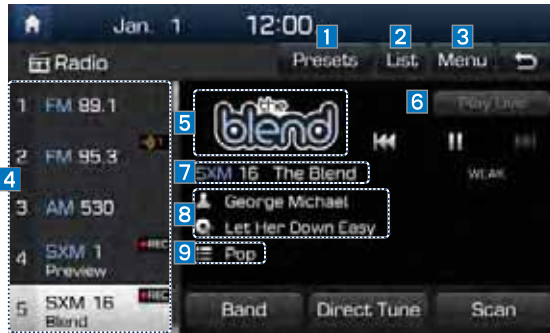 Jan. 1 12:00
1 2 3
Radio Presets List Menu
4
1 FM 89.1
2 FM 95.3
3 AM 530
4 SXM 1 REC
Preview
5 SXM 16 REC
Blend
5 the
blend
6 Play Live
7 SXM 16 The Blend
WEAK
8 George Michael
Let Her Down Easy
9 Pop
Band Direct Tune Scan